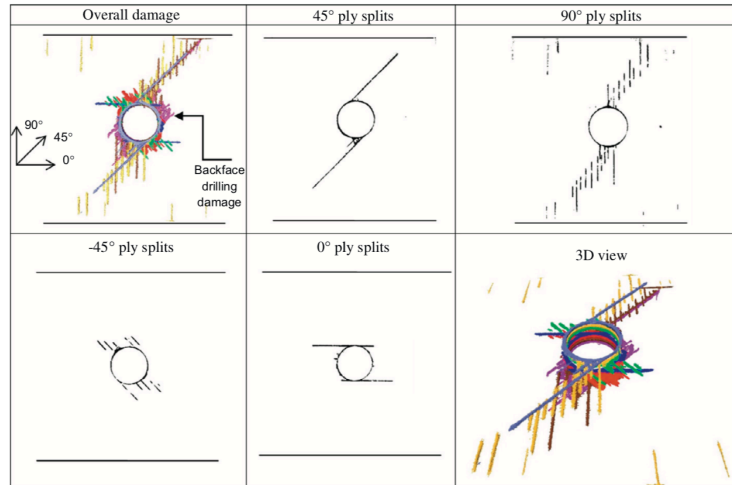 Overall damage
45° ply splits
90° ply splits
90°
45°
0°
Backface
drilling
damage
-45° ply splits
0° ply splits
3D view